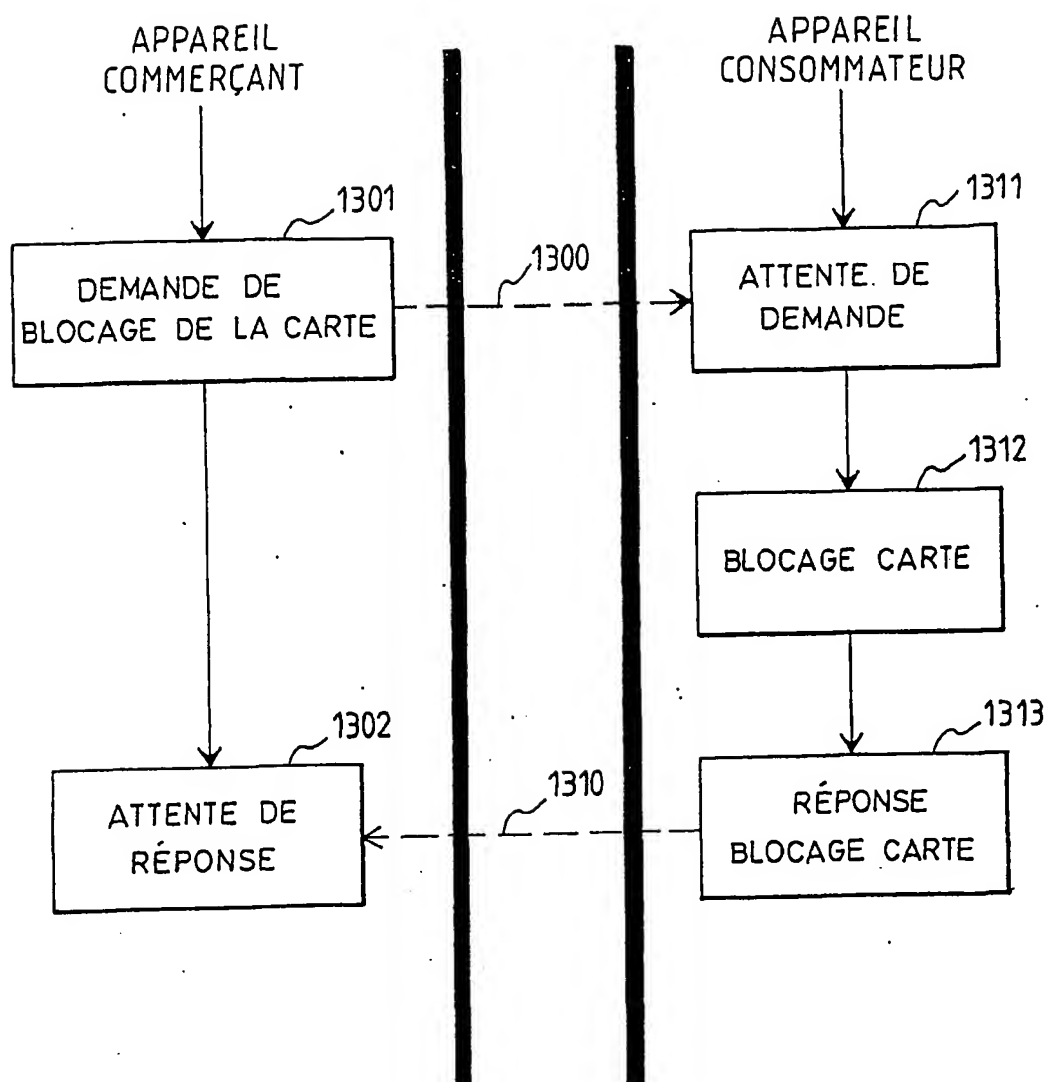 APPAREIL
COMMERÇANT
APPAREIL
CONSOMMATEUR
1301
DEMANDE DE
BLOCAGE DE LA CARTE
1300
1311
ATTENTE DE
DEMANDE
1312
BLOCAGE CARTE
1302
ATTENTE DE
RÉPONSE
1310
1313
RÉPONSE
BLOCAGE CARTE